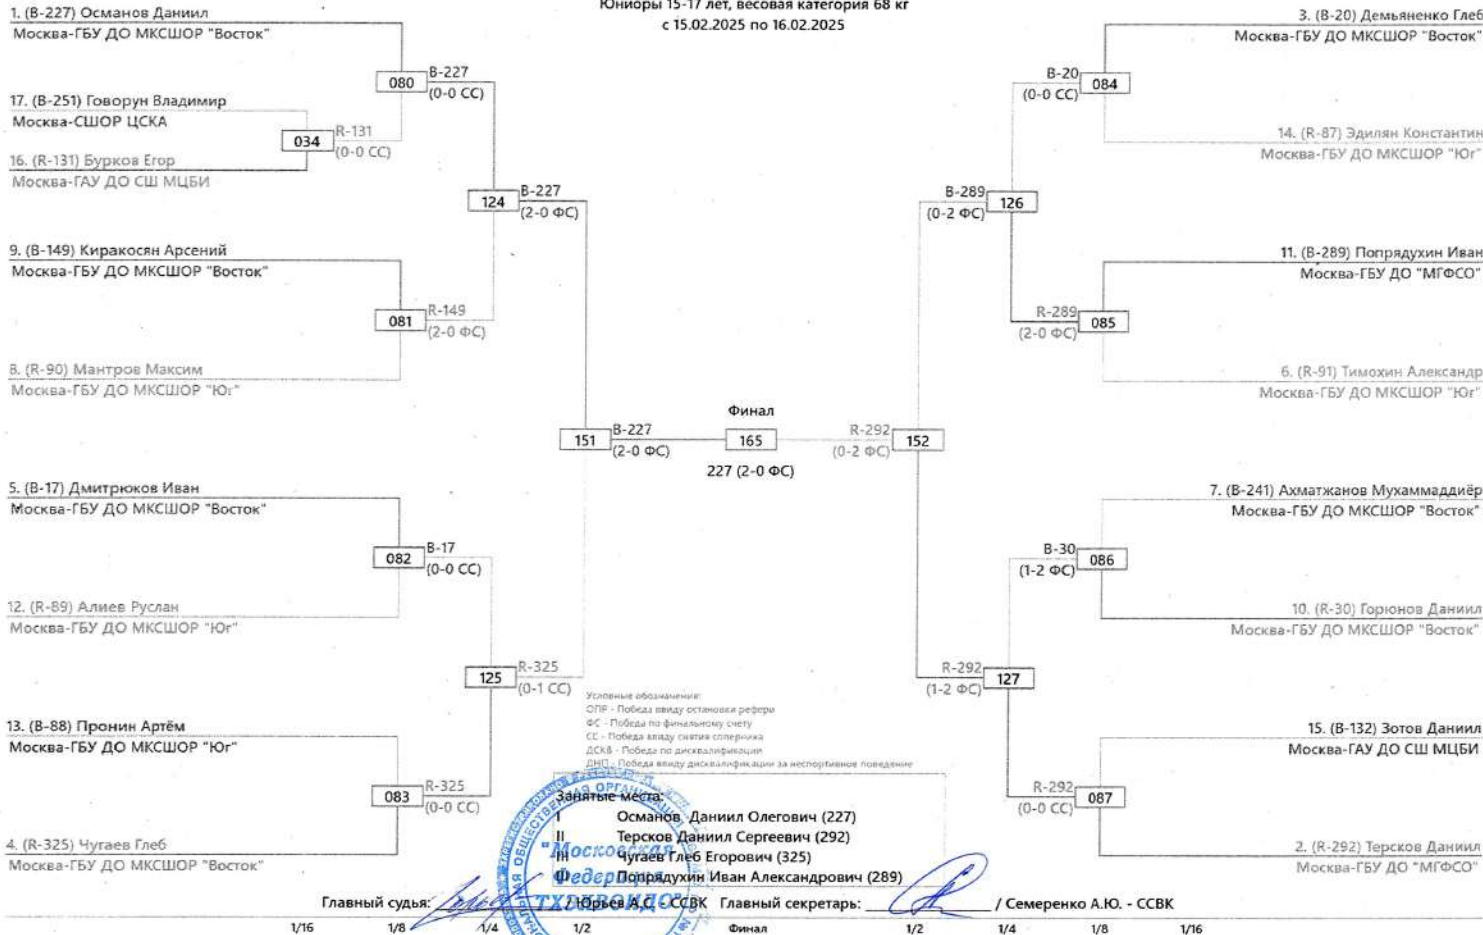 Юниоры 15-17 лет, весовая категория 68 кг
с 15.02.2025 по 16.02.2025
1. (B-227) Османов Даниил
Москва-ГБУ ДО МКСШОР "Восток"
080
B-227
(0-0 СС)
17. (B-251) Говорун Владимир
Москва-СШОР ЦСКА
034
R-131
(0-0 СС)
16. (R-131) Бурков Егор
Москва-ГАУ ДО СШ МЦБИ
124
B-227
(2-0 ФС)
9. (B-149) Киракосян Арсений
Москва-ГБУ ДО МКСШОР "Восток"
081
R-149
(2-0 ФС)
8. (R-90) Мантров Максим
Москва-ГБУ ДО МКСШОР "Юг"
151
B-227
(2-0 ФС)
5. (B-17) Дмитрюков Иван
Москва-ГБУ ДО МКСШОР "Восток"
082
B-17
(0-0 СС)
12. (R-89) Алиев Руслан
Москва-ГБУ ДО МКСШОР "Юг"
125
R-325
(0-1 СС)
13. (B-88) Пронин Артём
Москва-ГБУ ДО МКСШОР "Юг"
083
R-325
(0-0 СС)
4. (R-325) Чугаев Глеб
Москва-ГБУ ДО МКСШОР "Восток"
Финал
165
227 (2-0 ФС)
3. (B-20) Демьяненко Глеб
Москва-ГБУ ДО МКСШОР "Восток"
B-20
(0-0 СС)
084
14. (R-87) Эдилян Константин
Москва-ГБУ ДО МКСШОР "Юг"
B-289
(0-2 ФС)
126
11. (B-289) Попрядухин Иван
Москва-ГБУ ДО "МГФСО"
R-289
(2-0 ФС)
085
6. (R-91) Тимохин Александр
Москва-ГБУ ДО МКСШОР "Юг"
R-292
(0-2 ФС)
152
7. (B-241) Ахматжанов Мухаммаддиёр
Москва-ГБУ ДО МКСШОР "Восток"
B-30
(1-2 ФС)
086
10. (R-30) Горюнов Даниил
Москва-ГБУ ДО МКСШОР "Восток"
R-292
(1-2 ФС)
127
15. (B-132) Зотов Даниил
Москва-ГАУ ДО СШ МЦБИ
R-292
(0-0 СС)
087
2. (R-292) Терсков Даниил
Москва-ГБУ ДО "МГФСО"
Условные обозначения:
ОПР - Победа ввиду остановки рефери
ФС - Победа по финальному счету
СС - Победа ввиду снятия соперника
ДСКВ - Победа по дисквалификации
ДНП - Победа ввиду дисквалификации за неспортивное поведение
Занятые места:
I Османов Даниил Олегович (227)
II Терсков Даниил Сергеевич (292)
III Чугаев Глеб Егорович (325)
Попрядухин Иван Александрович (289)
"Московская
Федерация
ТХЭКВОНДО"
Главный судья: / Юрьев А.С. - ССВК Главный секретарь: / Семеренко А.Ю. - ССВК
1/16 1/8 1/4 1/2 Финал 1/2 1/4 1/8 1/16